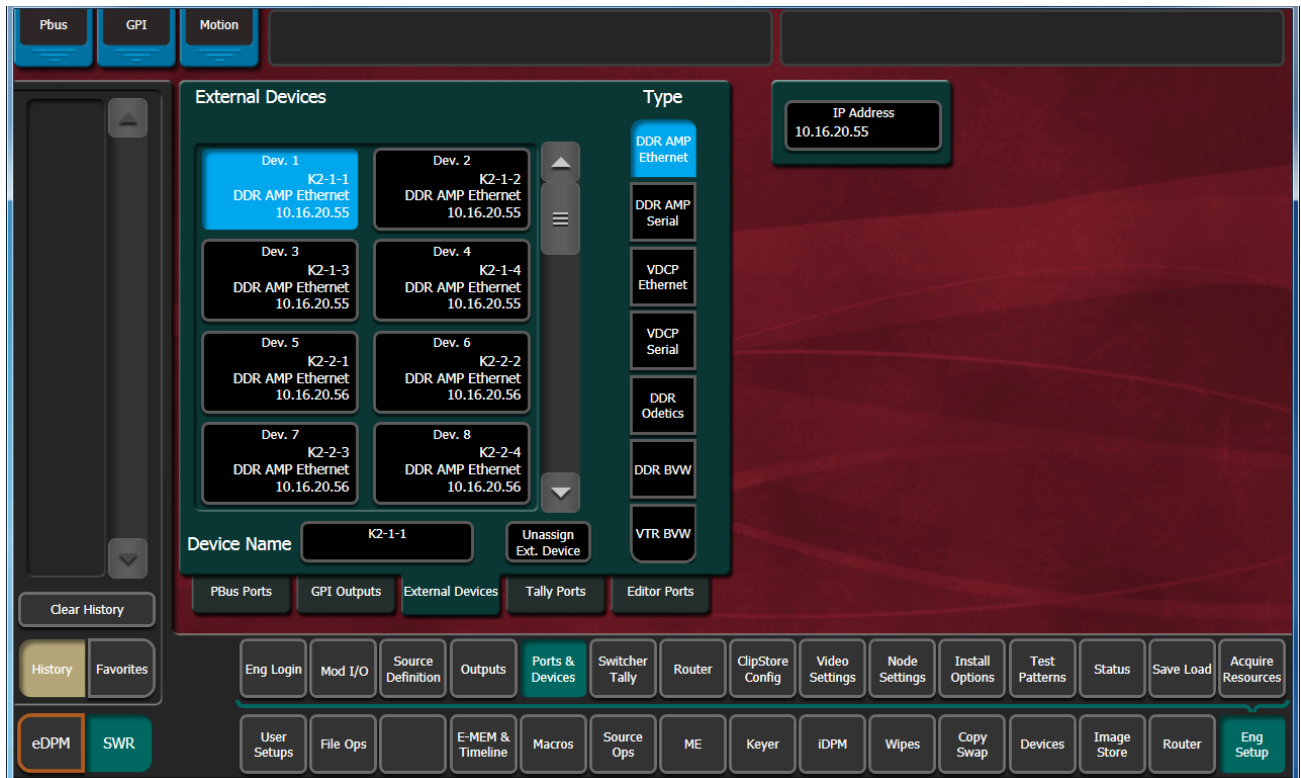 Pbus
GPI
Motion
External Devices
Type
IP Address
10.16.20.55
Dev. 1
K2-1-1
DDR AMP Ethernet
10.16.20.55
Dev. 2
K2-1-2
DDR AMP Ethernet
10.16.20.55
Dev. 3
K2-1-3
DDR AMP Ethernet
10.16.20.55
Dev. 4
K2-1-4
DDR AMP Ethernet
10.16.20.55
Dev. 5
K2-2-1
DDR AMP Ethernet
10.16.20.56
Dev. 6
K2-2-2
DDR AMP Ethernet
10.16.20.56
Dev. 7
K2-2-3
DDR AMP Ethernet
10.16.20.56
Dev. 8
K2-2-4
DDR AMP Ethernet
10.16.20.56
DDR AMP
Ethernet
DDR AMP
Serial
VDCP
Ethernet
VDCP
Serial
DDR
Odetics
DDR BVW
VTR BVW
Device Name
K2-1-1
Unassign
Ext. Device
PBus Ports
GPI Outputs
External Devices
Tally Ports
Editor Ports
Clear History
History
Favorites
Eng Login
Mod I/O
Source
Definition
Outputs
Ports &
Devices
Switcher
Tally
Router
ClipStore
Config
Video
Settings
Node
Settings
Install
Options
Test
Patterns
Status
Save Load
Acquire
Resources
eDPM
SWR
User
Setups
File Ops
E-MEM &
Timeline
Macros
Source
Ops
ME
Keyer
iDPM
Wipes
Copy
Swap
Devices
Image
Store
Router
Eng
Setup